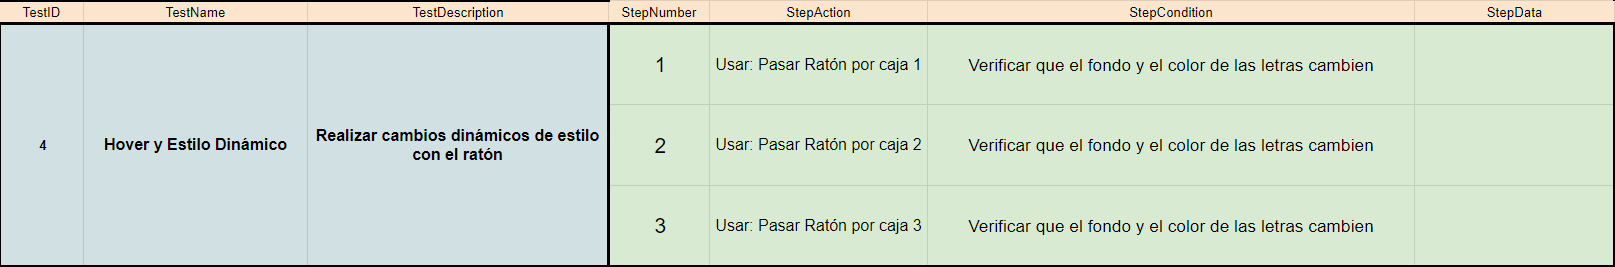 TestID TestName TestDescription StepNumber StepAction StepCondition StepData
4 Hover y Estilo Dinámico Realizar cambios dinámicos de estilo
con el ratón
1 Usar: Pasar Ratón por caja 1 Verificar que el fondo y el color de las letras cambien
2 Usar: Pasar Ratón por caja 2 Verificar que el fondo y el color de las letras cambien
3 Usar: Pasar Ratón por caja 3 Verificar que el fondo y el color de las letras cambien